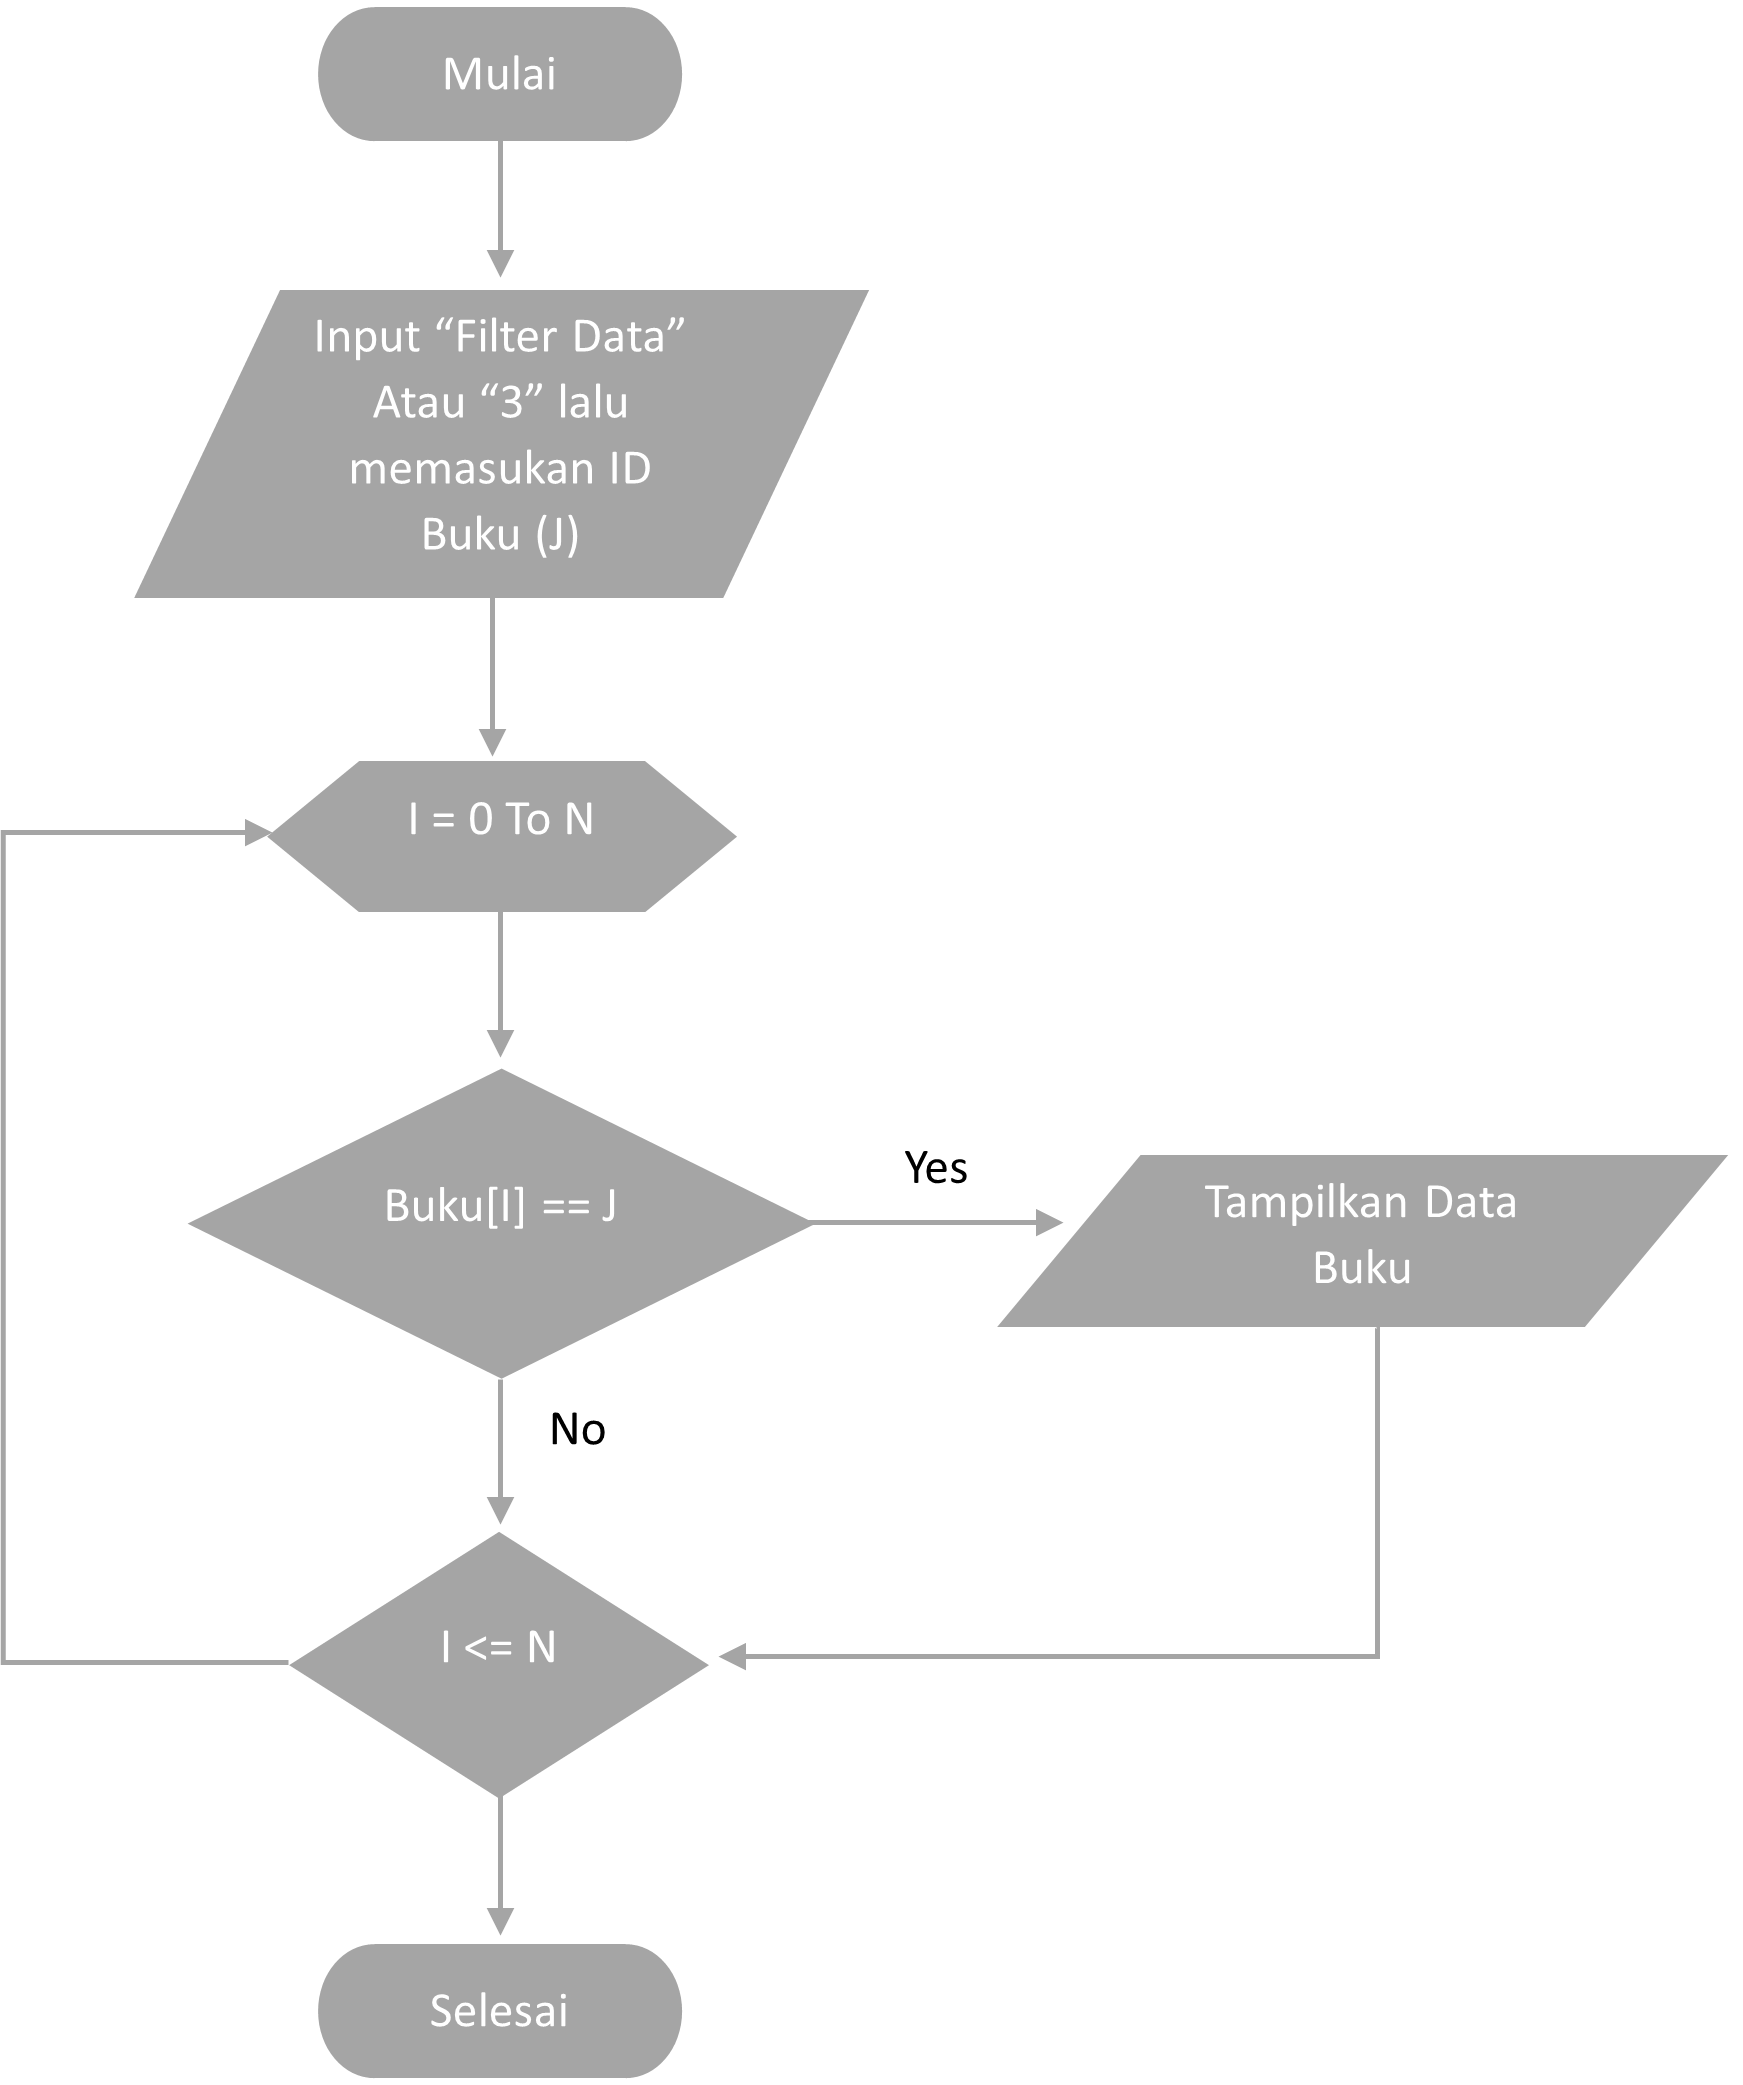 Mulai
Input “Filter Data”
Atau “3” lalu
memasukan ID
Buku (J)
I = 0 To N
Buku[I] == J
Yes
Tampilkan Data
Buku
No
I <= N
Selesai